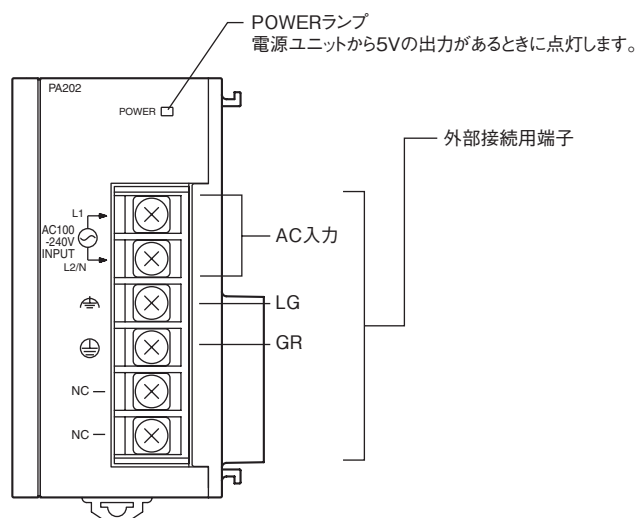 POWERランプ
電源ユニットから5Vの出力があるときに点灯します。
PA202
POWER
外部接続用端子
L1
AC100
-240V
INPUT
L2/N
AC入力
LG
GR
NC
NC